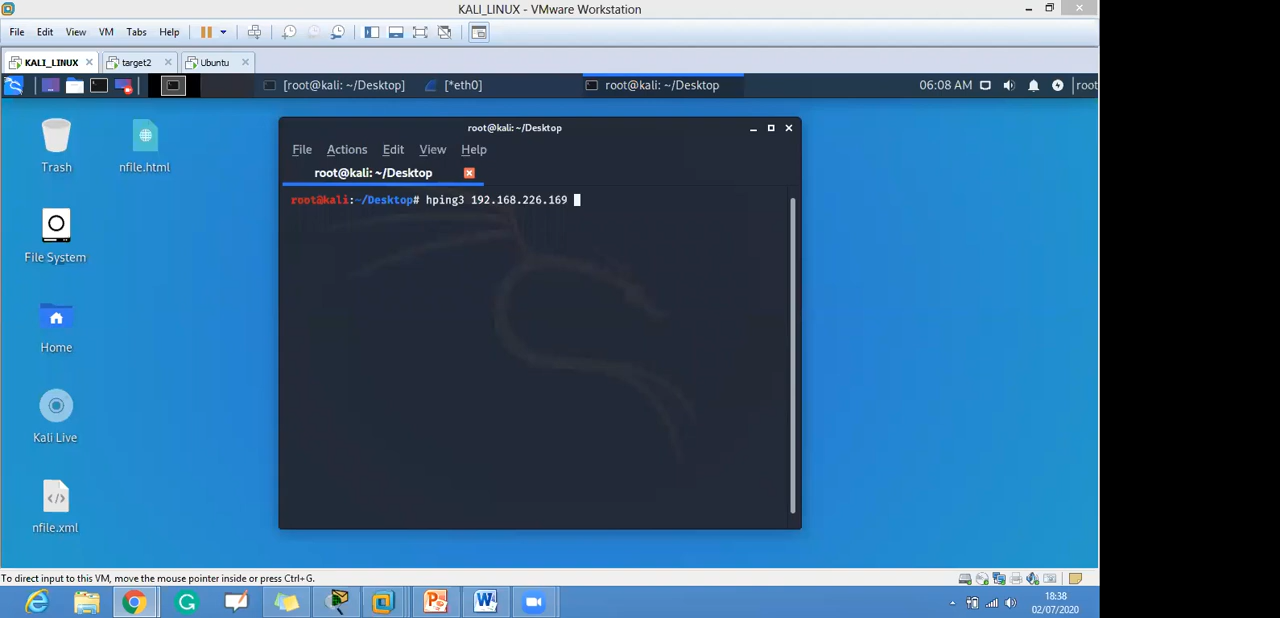 KALI_LINUX - VMware Workstation
File Edit View VM Tabs Help
KALI_LINUX target2 Ubuntu
[root@kali: ~/Desktop] [*eth0] root@kali: ~/Desktop 06:08 AM root
root@kali:~/Desktop
Trash
nfile.html
File Actions Edit View Help
root@kali: ~/Desktop
root@kali:~/Desktop# hping3 192.168.226.169
File System
Home
Kali Live
nfile.xml
To direct input to this VM, move the mouse pointer inside or press Ctrl+G.
18:38
02/07/2020